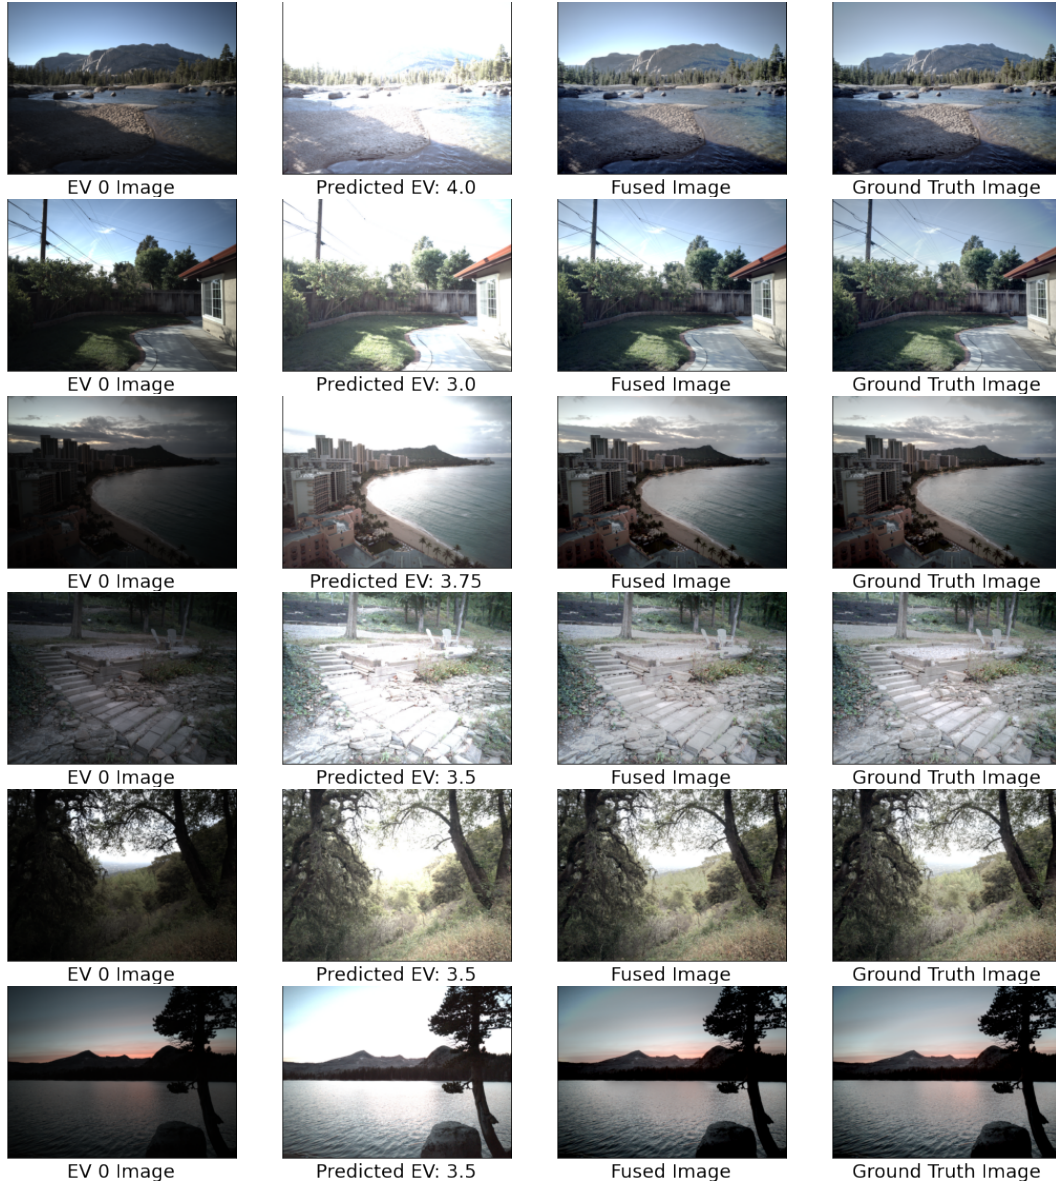 EV 0 Image Predicted EV: 4.0 Fused Image Ground Truth Image
EV 0 Image Predicted EV: 3.0 Fused Image Ground Truth Image
EV 0 Image Predicted EV: 3.75 Fused Image Ground Truth Image
EV 0 Image Predicted EV: 3.5 Fused Image Ground Truth Image
EV 0 Image Predicted EV: 3.5 Fused Image Ground Truth Image
EV 0 Image Predicted EV: 3.5 Fused Image Ground Truth Image